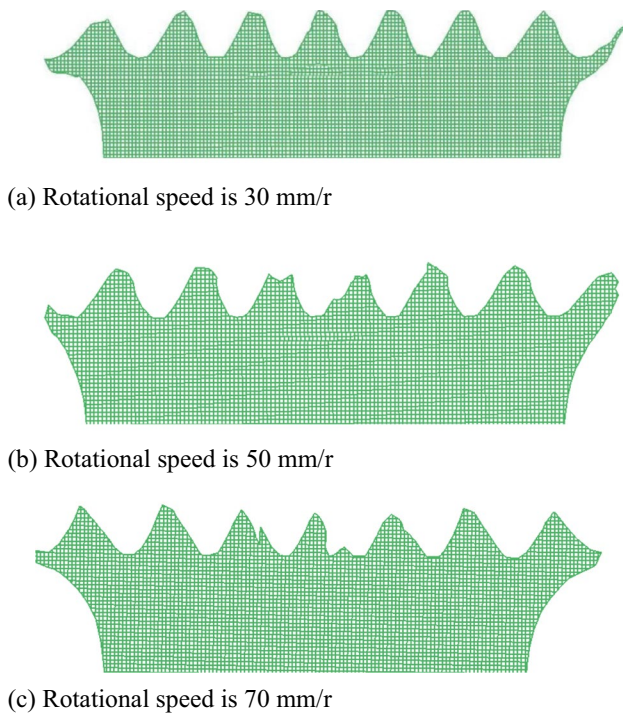 (a) Rotational speed is 30 mm/r
(b) Rotational speed is 50 mm/r
(c) Rotational speed is 70 mm/r